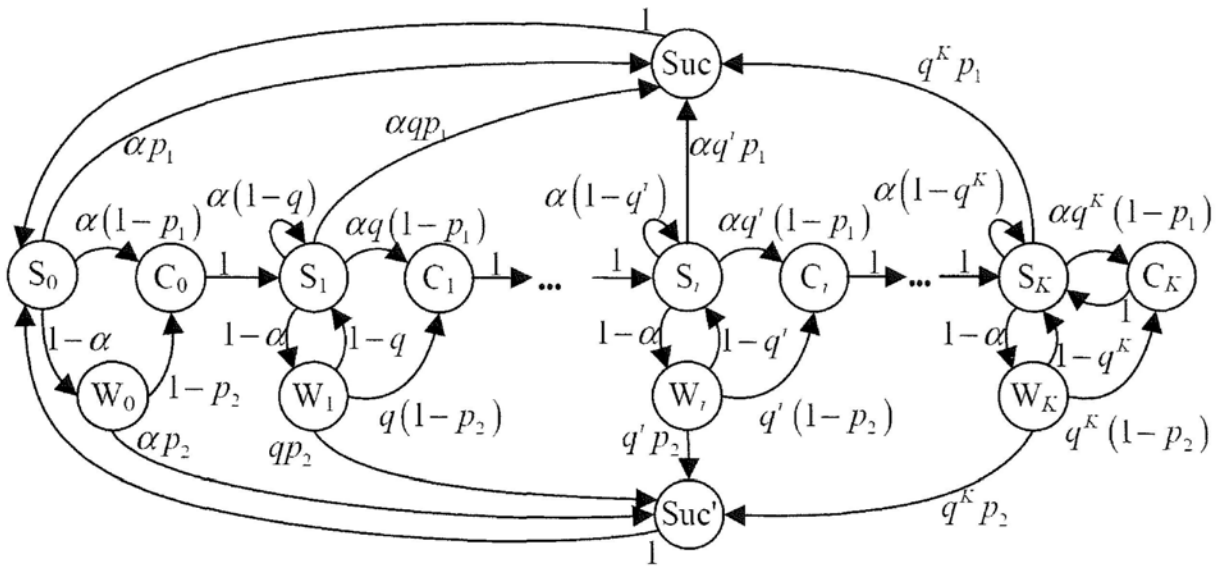 1
Suc
q^K p_1
αp_1
αqp_1
αq^i p_1
α(1-q)
α(1-q^i)
α(1-q^K)
α(1-p_1)
αq(1-p_1)
αq^i(1-p_1)
αq^K(1-p_1)
S_0
C_0
1
S_1
C_1
1
...
1
S_i
C_i
1
...
1
S_K
C_K
1
1-α
1-p_2
1-α
1-q
1-α
1-q^i
1-α
1-q^K
W_0
W_1
W_i
W_K
q(1-p_2)
q^i(1-p_2)
q^K(1-p_2)
αp_2
qp_2
q^i p_2
q^K p_2
Suc'
1